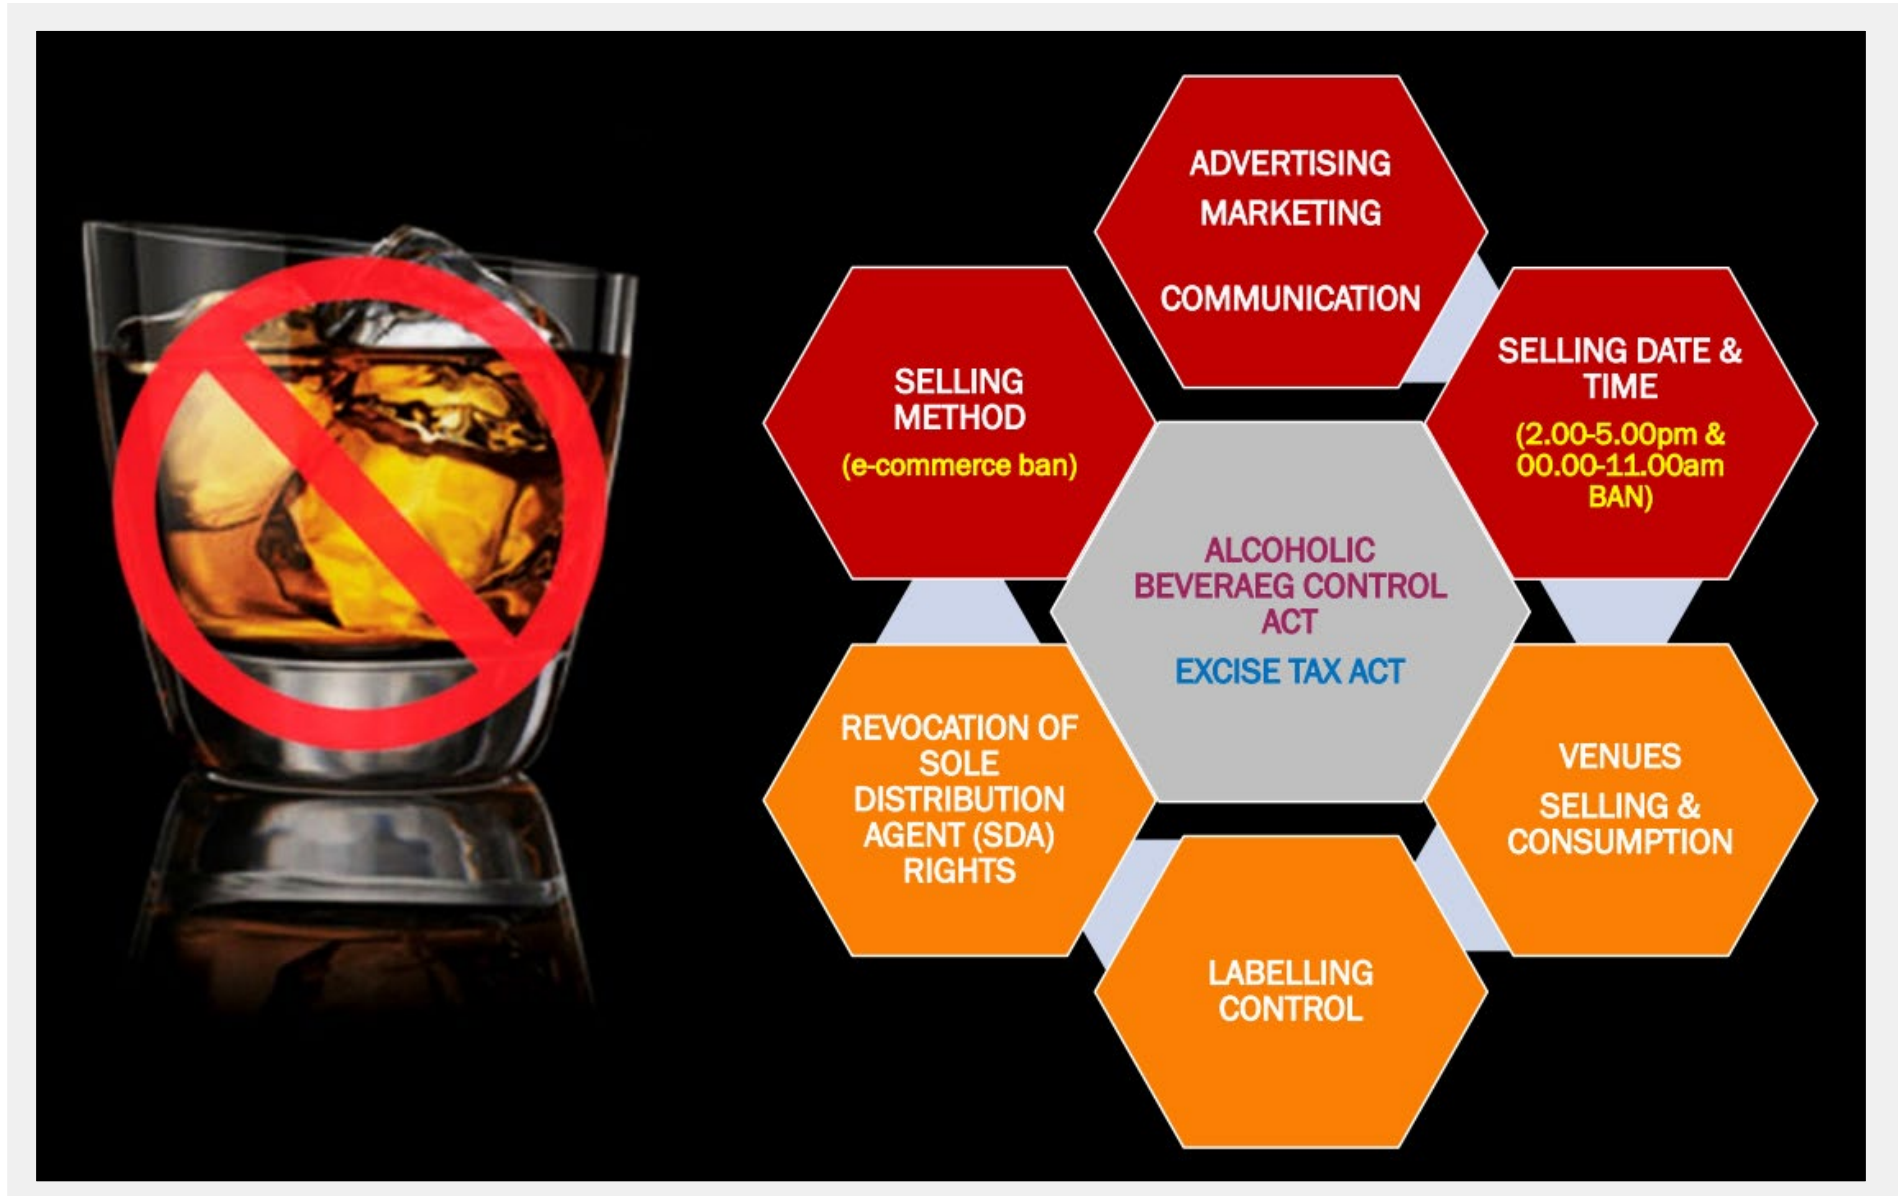 ADVERTISING
MARKETING
COMMUNICATION
SELLING DATE &
TIME
(2.00-5.00pm &
00.00-11.00am
BAN)
SELLING
METHOD
(e-commerce ban)
ALCOHOLIC
BEVERAEG CONTROL
ACT
EXCISE TAX ACT
REVOCATION OF
SOLE
DISTRIBUTION
AGENT (SDA)
RIGHTS
VENUES
SELLING &
CONSUMPTION
LABELLING
CONTROL